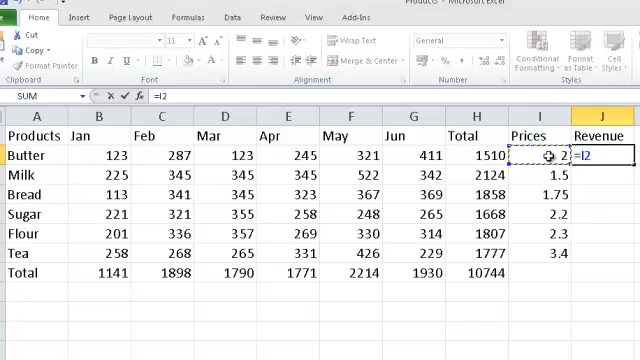 Products - Microsoft Excel
Home Insert Page Layout Formulas Data Review View Add-Ins
Cut
Copy
Format Painter
Clipboard
B I U
Font
Wrap Text
Merge & Center
Alignment
General
$ % ,
Number
Conditional Formatting
Format as Table
Cell Styles
Styles
SUM fx =I2
A B C D E F G H I J
Products Jan Feb Mar Apr May Jun Total Prices Revenue
Butter 123 287 123 245 321 411 1510 2 =I2
Milk 225 345 345 345 522 342 2124 1.5
Bread 113 341 345 323 367 369 1858 1.75
Sugar 221 321 355 258 248 265 1668 2.2
Flour 201 336 357 269 330 314 1807 2.3
Tea 258 268 265 331 426 229 1777 3.4
Total 1141 1898 1790 1771 2214 1930 10744